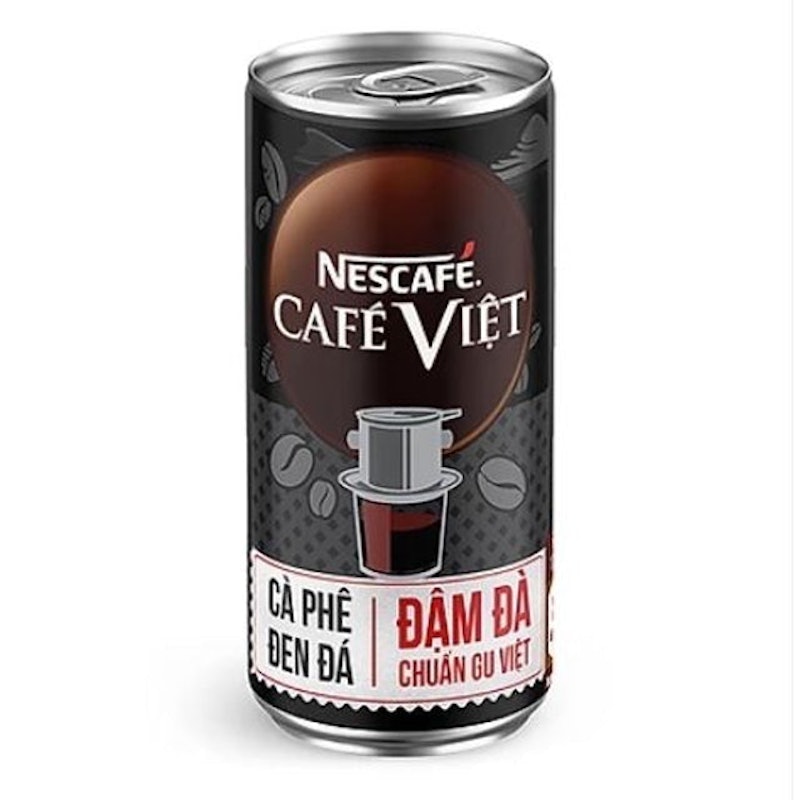 NESCAFÉ.
CAFÉ VIỆT
CÀ PHÊ
ĐEN ĐÁ
ĐẬM ĐÀ
CHUẨN GU VIỆT